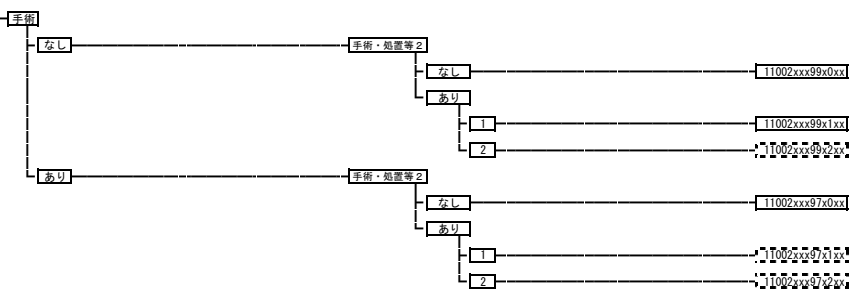 手術
なし
手術・処置等２
なし
11002xxx99x0xx
あり
1
11002xxx99x1xx
2
11002xxx99x2xx
あり
手術・処置等２
なし
11002xxx97x0xx
あり
1
11002xxx97x1xx
2
11002xxx97x2xx